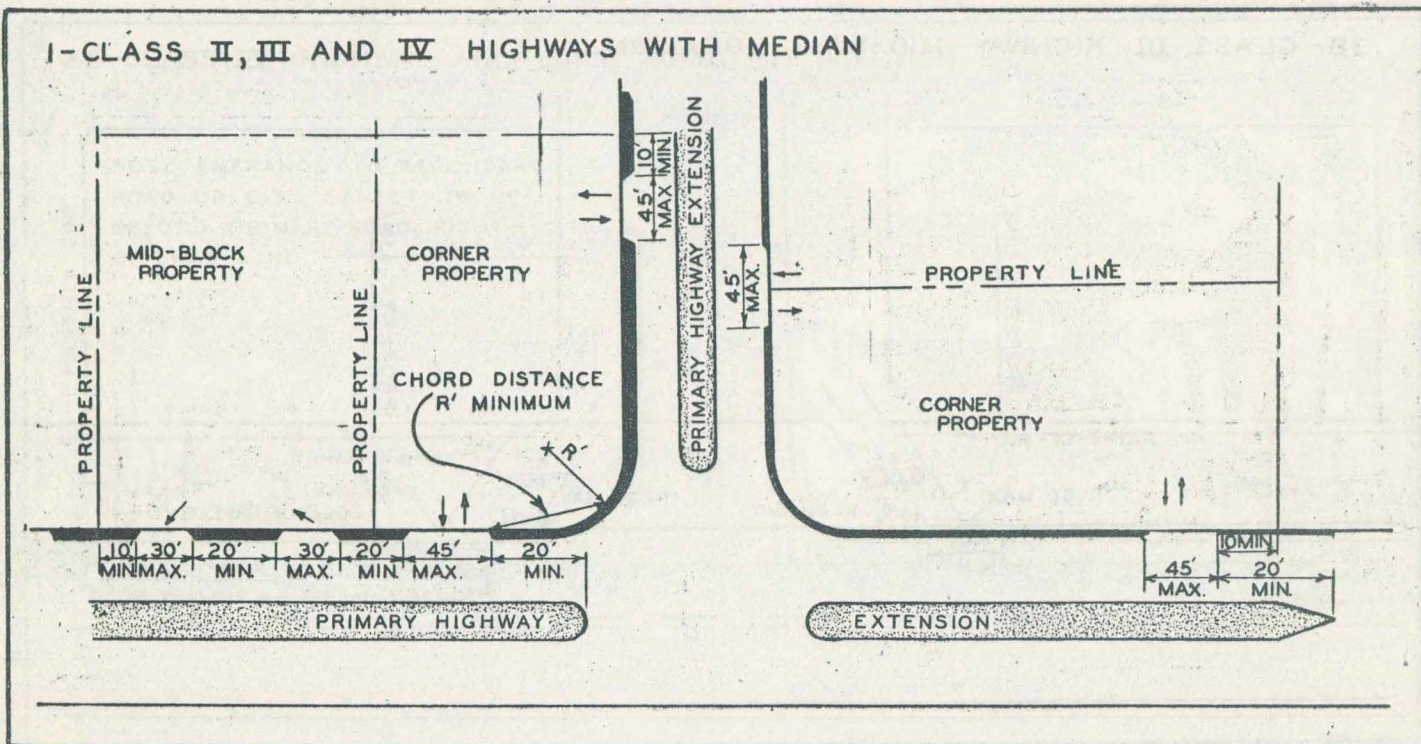 1-CLASS II, III AND IV HIGHWAYS WITH MEDIAN
PROPERTY LINE
MID-BLOCK
PROPERTY
PROPERTY LINE
CORNER
PROPERTY
CHORD DISTANCE
R' MINIMUM
R'
10'
MIN.
45'
MAX
PRIMARY HIGHWAY EXTENSION
45'
MAX.
PROPERTY LINE
CORNER
PROPERTY
10'
MIN.
30'
MAX.
20'
MIN.
30'
MAX.
20'
MIN.
45'
MAX.
20'
MIN.
10MIN.
45'
MAX.
20'
MIN.
PRIMARY HIGHWAY
EXTENSION